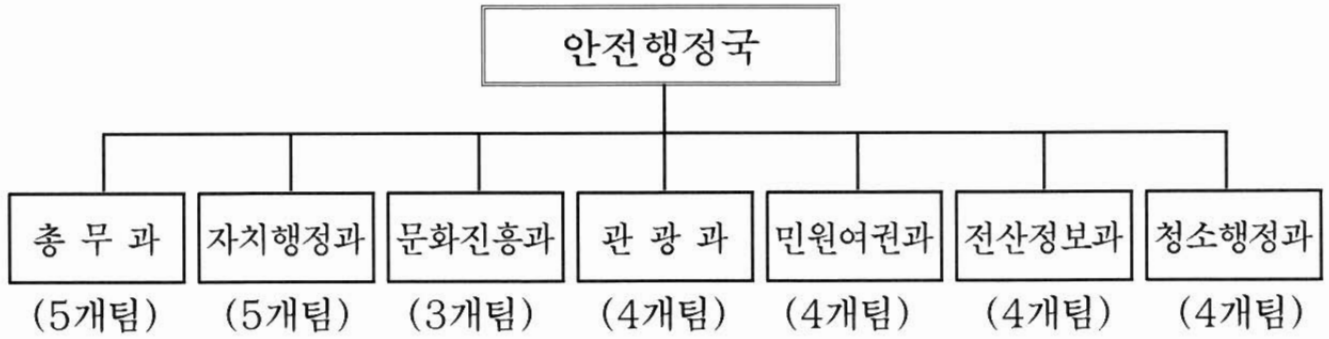 안전행정국
총 무 과 자치행정과 문화진흥과 관 광 과 민원여권과 전산정보과 청소행정과
(5개팀) (5개팀) (3개팀) (4개팀) (4개팀) (4개팀) (4개팀)